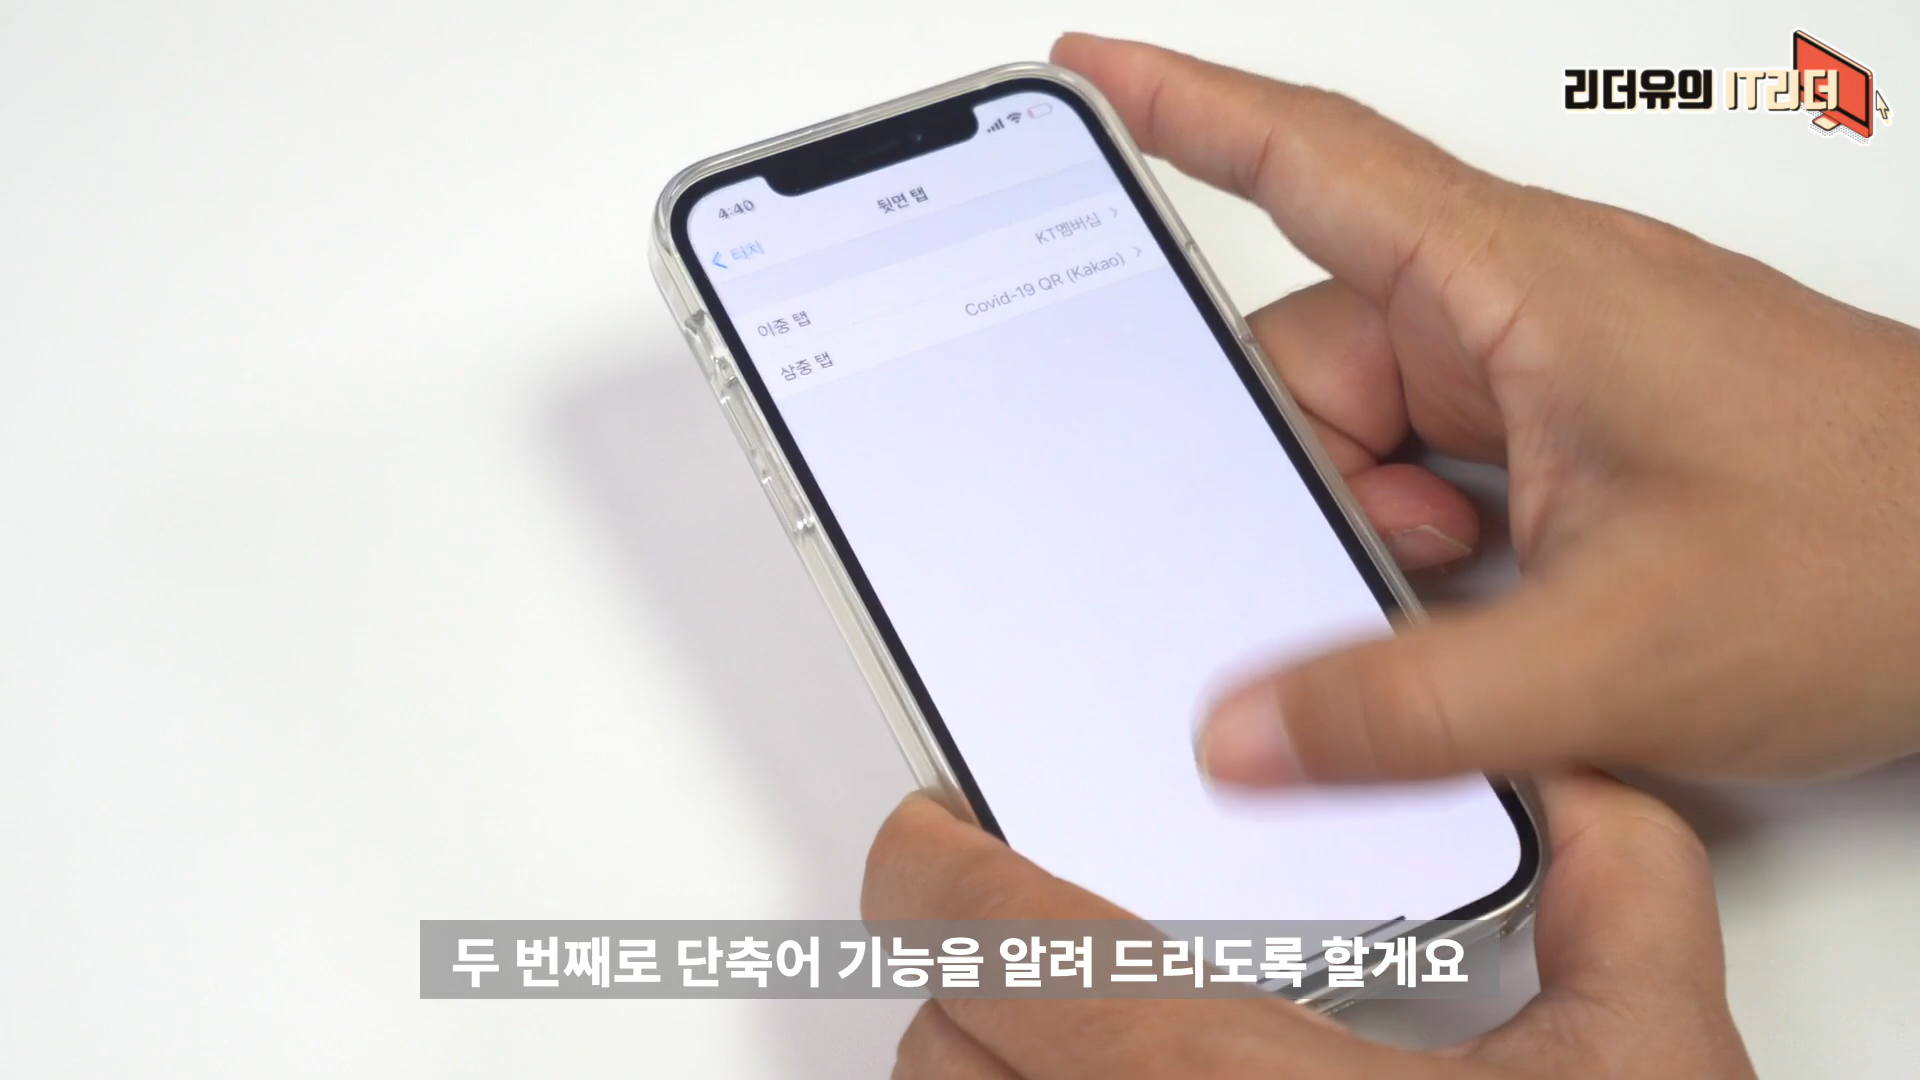 리더유의 IT리더
4:40
뒷면 탭
터치
이중 탭 KT멤버십
삼중 탭 Covid-19 QR (Kakao)
두 번째로 단축어 기능을 알려 드리도록 할게요